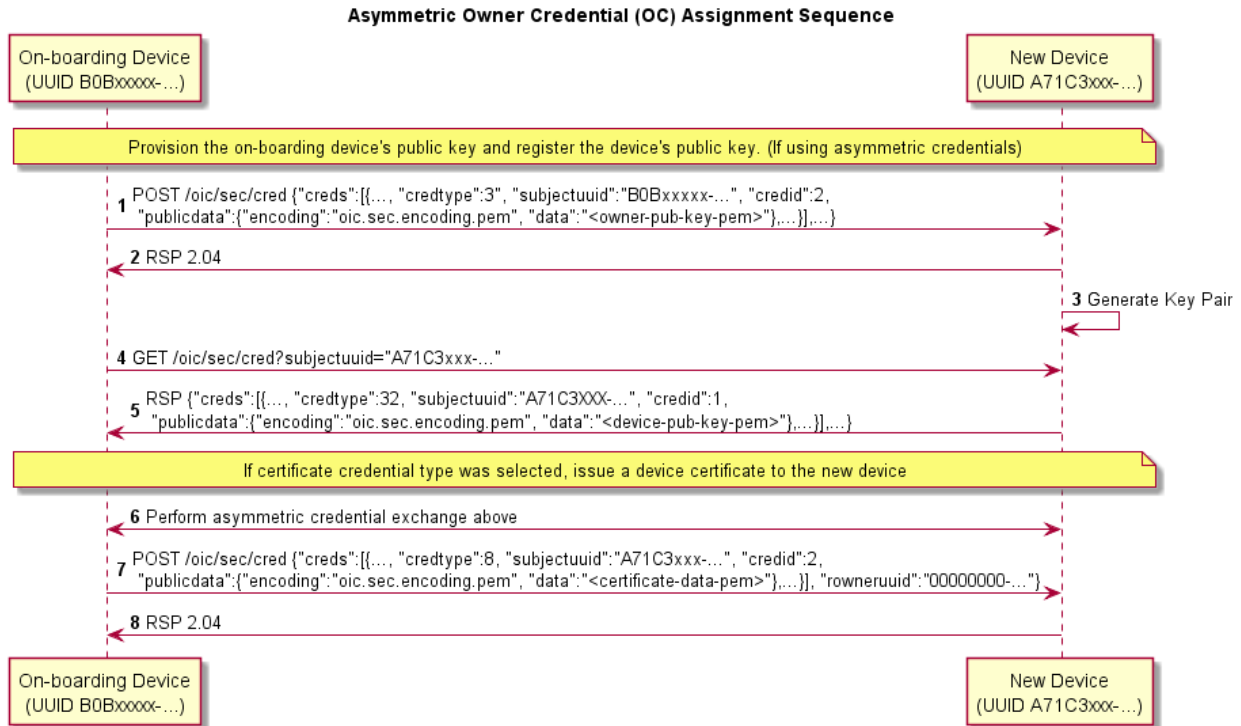 Asymmetric Owner Credential (OC) Assignment Sequence
On-boarding Device
(UUID B0Bxxxxx-...)
New Device
(UUID A71C3xxx-...)
Provision the on-boarding device's public key and register the device's public key. (If using asymmetric credentials)
1 POST /oic/sec/cred {"creds":[{..., "credtype":3", "subjectuuid":"B0Bxxxxx-...", "credid":2,
"publicdata":{"encoding":"oic.sec.encoding.pem", "data":"<owner-pub-key-pem>"},...}],...}
2 RSP 2.04
3 Generate Key Pair
4 GET /oic/sec/cred?subjectuuid="A71C3xxx-..."
5 RSP {"creds":[{..., "credtype":32, "subjectuuid":"A71C3XXX-...", "credid":1,
"publicdata":{"encoding":"oic.sec.encoding.pem", "data":"<device-pub-key-pem>"},...}],...}
If certificate credential type was selected, issue a device certificate to the new device
6 Perform asymmetric credential exchange above
7 POST /oic/sec/cred {"creds":[{..., "credtype":8, "subjectuuid":"A71C3xxx-...", "credid":2,
"publicdata":{"encoding":"oic.sec.encoding.pem", "data":"<certificate-data-pem>"},...}], "rowneruuid":"00000000-..."}
8 RSP 2.04
On-boarding Device
(UUID B0Bxxxxx-...)
New Device
(UUID A71C3xxx-...)